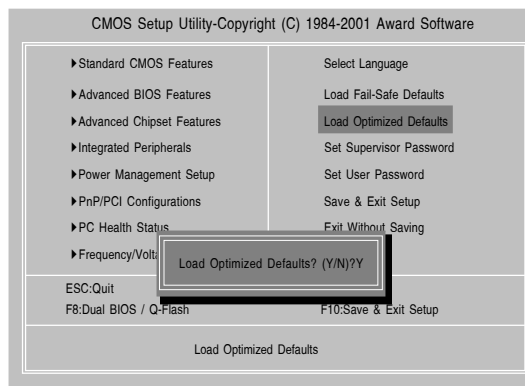 CMOS Setup Utility-Copyright (C) 1984-2001 Award Software
▶Standard CMOS Features
▶Advanced BIOS Features
▶Advanced Chipset Features
▶Integrated Peripherals
▶Power Management Setup
▶PnP/PCI Configurations
▶PC Health Status
▶Frequency/Volta
Select Language
Load Fail-Safe Defaults
Load Optimized Defaults
Set Supervisor Password
Set User Password
Save & Exit Setup
Exit Without Saving
Load Optimized Defaults? (Y/N)?Y
ESC:Quit
F8:Dual BIOS / Q-Flash
F10:Save & Exit Setup
Load Optimized Defaults